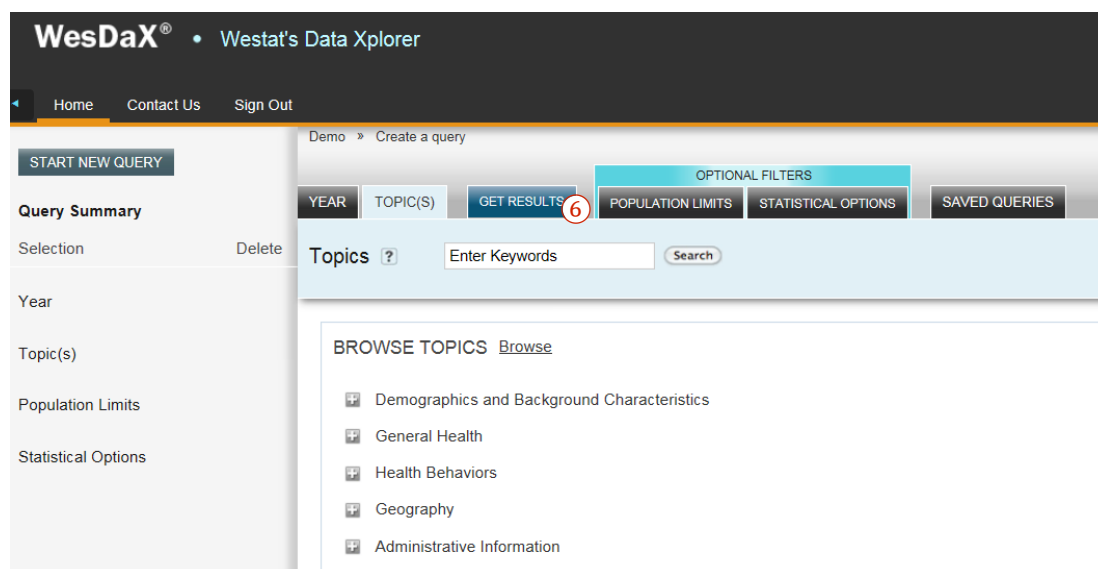 WesDaX® • Westat's Data Xplorer
Home Contact Us Sign Out
Demo » Create a query
START NEW QUERY
Query Summary
Selection Delete
Year
Topic(s)
Population Limits
Statistical Options
OPTIONAL FILTERS
YEAR TOPIC(S) GET RESULTS 6 POPULATION LIMITS STATISTICAL OPTIONS SAVED QUERIES
Topics ? Enter Keywords Search
BROWSE TOPICS Browse
Demographics and Background Characteristics
General Health
Health Behaviors
Geography
Administrative Information